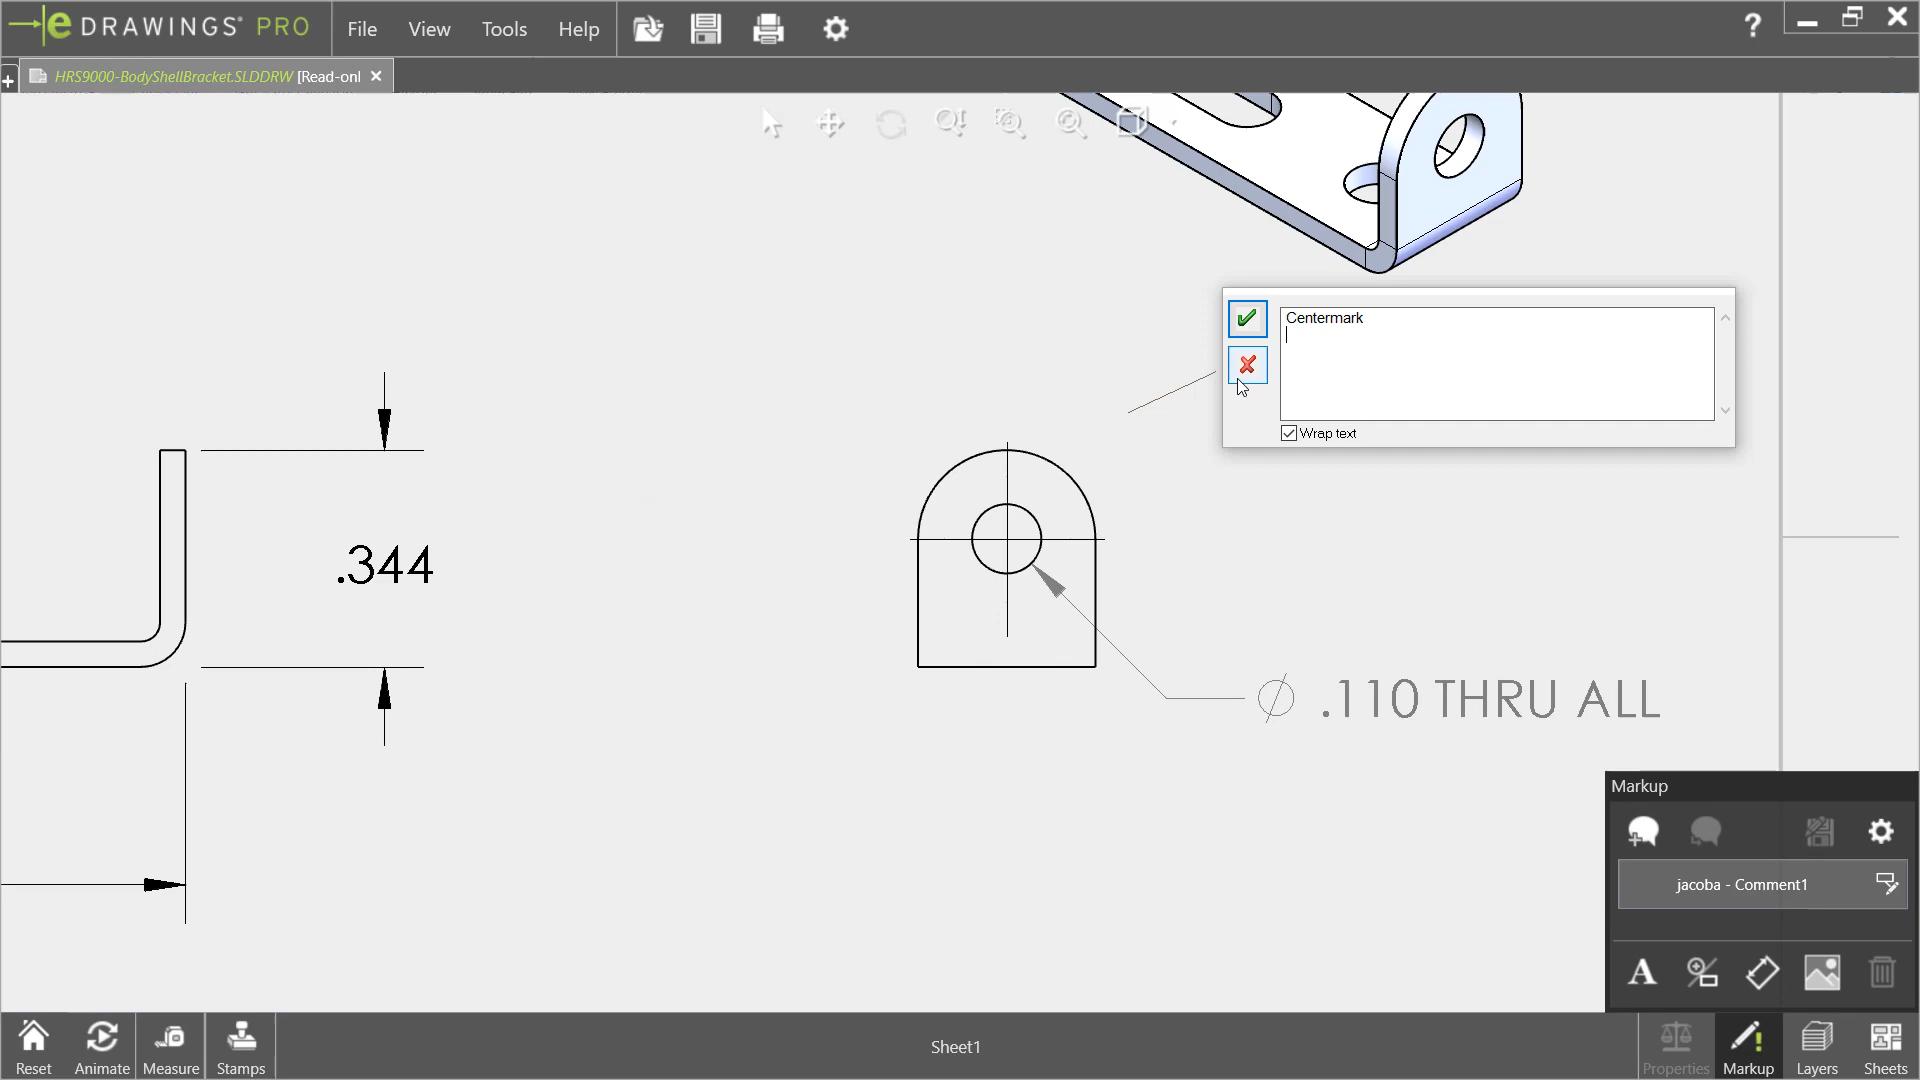 eDRAWINGS® PRO
File View Tools Help
HRS9000-BodyShellBracket.SLDDRW [Read-onl
Centermark
Wrap text
.344
Ø .110 THRU ALL
Markup
jacoba - Comment1
Reset Animate Measure Stamps
Sheet1
Properties Markup Layers Sheets